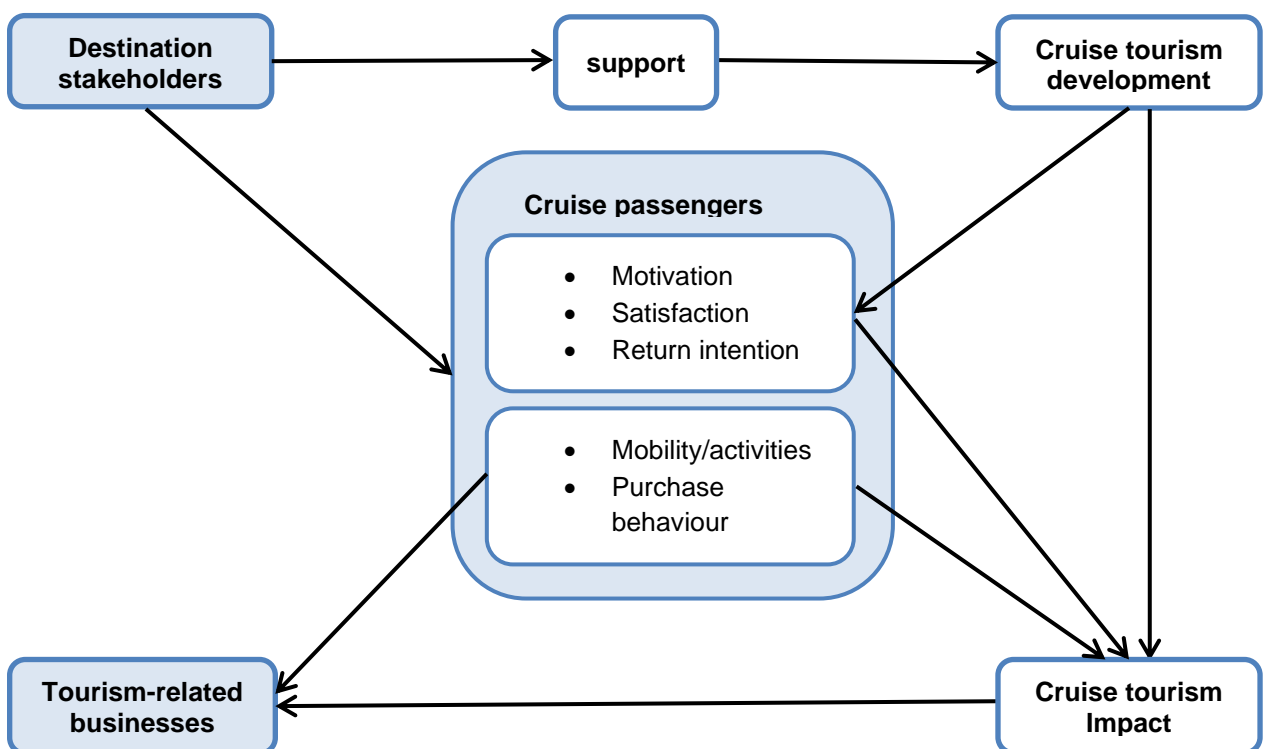 Destination
stakeholders
support
Cruise tourism
development
Cruise passengers
• Motivation
• Satisfaction
• Return intention
• Mobility/activities
• Purchase
behaviour
Tourism-related
businesses
Cruise tourism
Impact